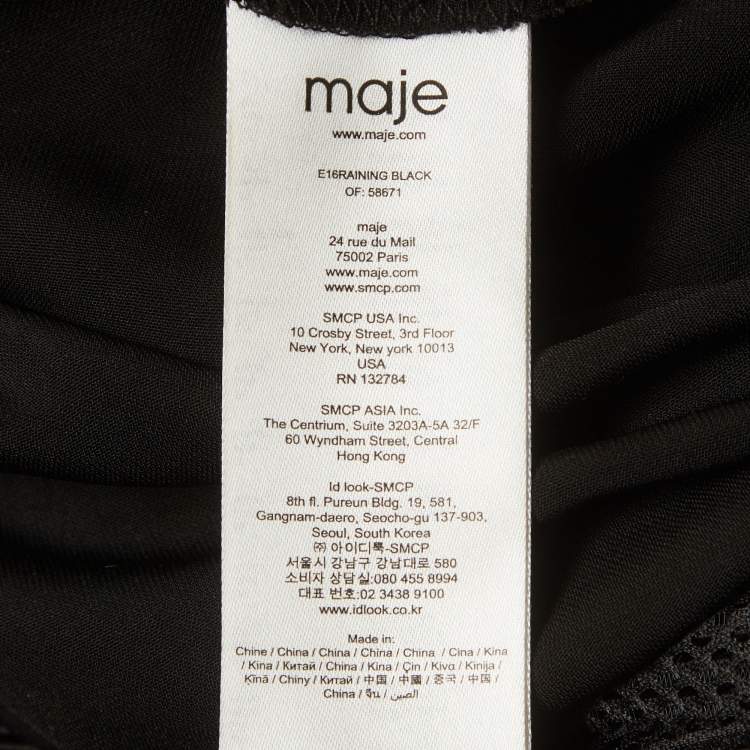 maje
www.maje.com
E16RAINING BLACK
OF: 58671
maje
24 rue du Mail
75002 Paris
www.maje.com
www.smcp.com
SMCP USA Inc.
10 Crosby Street, 3rd Floor
New York, New york 10013
USA
RN 132784
SMCP ASIA Inc.
The Centrium, Suite 3203A-5A 32/F
60 Wyndham Street, Central
Hong Kong
Id look-SMCP
8th fl. Pureun Bldg. 19, 581,
Gangnam-daero, Seocho-gu 137-903,
Seoul, South Korea
㈜ 아이디룩-SMCP
서울시 강남구 강남대로 580
소비자 상담실:080 455 8994
대표 번호:02 3438 9100
www.idlook.co.kr
Made in:
Chine / China / China / Čína / China / Cina / Kina
/ Kina / Китай / China / Kina / Çin / Κινα / Kinija /
Ķīnā / Chiny / Китай / 中国 / 中國 / 중국 / 中国 /
China / จีน / الصين